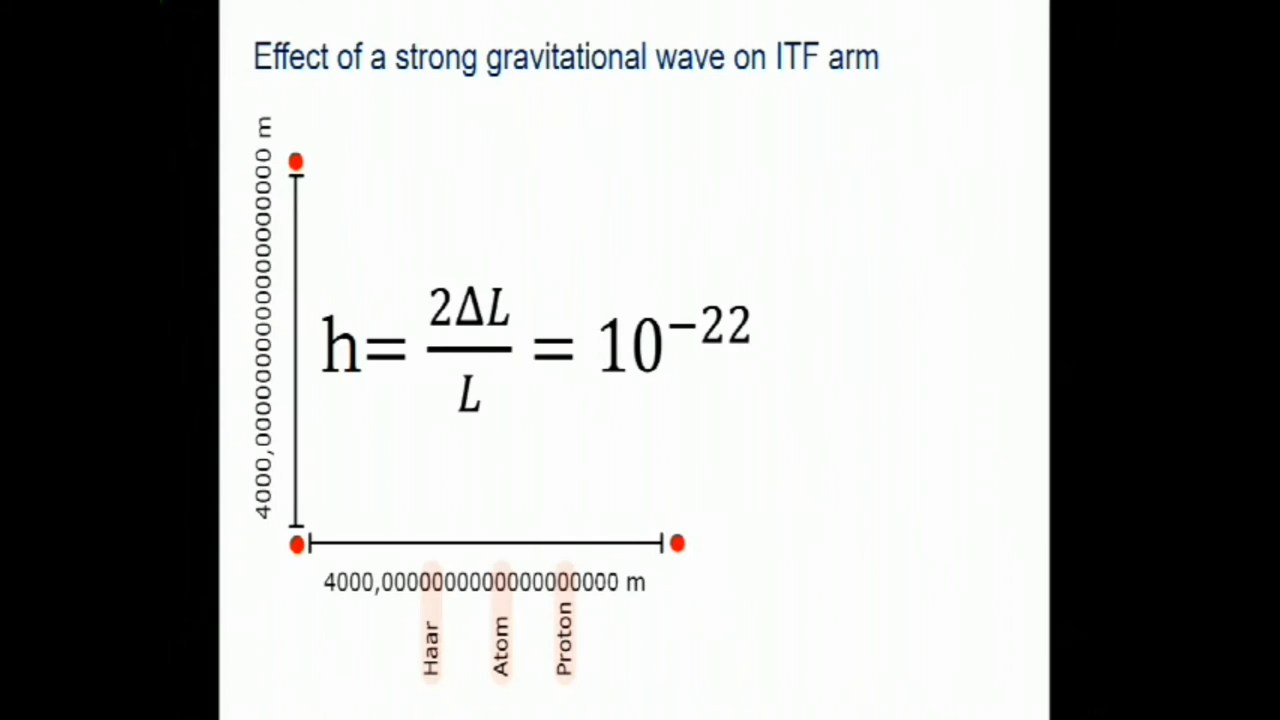 Effect of a strong gravitational wave on ITF arm
4000,0000000000000000000 m
h= 2ΔL / L = 10⁻²²
4000,0000000000000000000 m
Haar
Atom
Proton